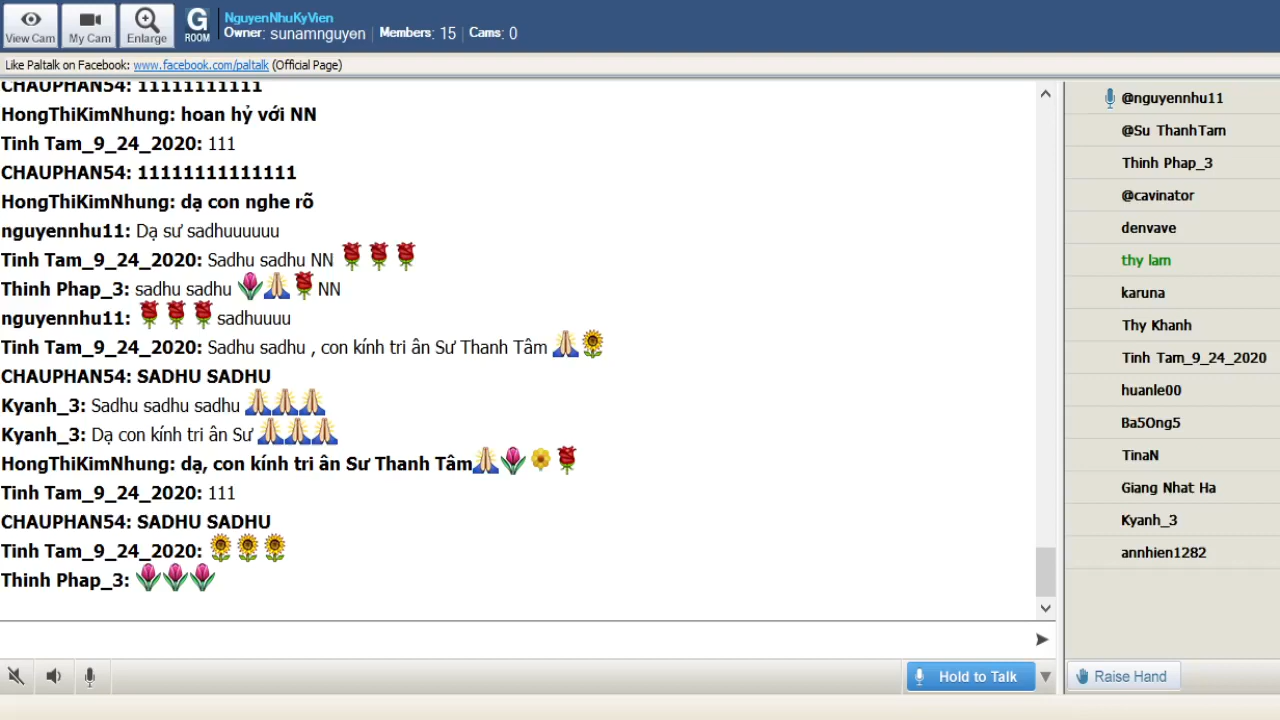 View Cam
My Cam
Enlarge
G
ROOM
NguyenNhuKyVien
Owner: sunamnguyen Members: 15 Cams: 0
Like Paltalk on Facebook: www.facebook.com/paltalk (Official Page)
CHAUPHAN54: 11111111111
HongThiKimNhung: hoan hỷ với NN
Tinh Tam_9_24_2020: 111
CHAUPHAN54: 11111111111111
HongThiKimNhung: dạ con nghe rõ
nguyennhu11: Dạ sư sadhuuuuuu
Tinh Tam_9_24_2020: Sadhu sadhu NN
Thinh Phap_3: sadhu sadhu NN
nguyennhu11: sadhuuuu
Tinh Tam_9_24_2020: Sadhu sadhu , con kính tri ân Sư Thanh Tâm
CHAUPHAN54: SADHU SADHU
Kyanh_3: Sadhu sadhu sadhu
Kyanh_3: Dạ con kính tri ân Sư
HongThiKimNhung: dạ, con kính tri ân Sư Thanh Tâm
Tinh Tam_9_24_2020: 111
CHAUPHAN54: SADHU SADHU
Tinh Tam_9_24_2020:
Thinh Phap_3:
@nguyennhu11
@Su ThanhTam
Thinh Phap_3
@cavinator
denvave
thy lam
karuna
Thy Khanh
Tinh Tam_9_24_2020
huanle00
Ba5Ong5
TinaN
Giang Nhat Ha
Kyanh_3
annhien1282
Hold to Talk
Raise Hand